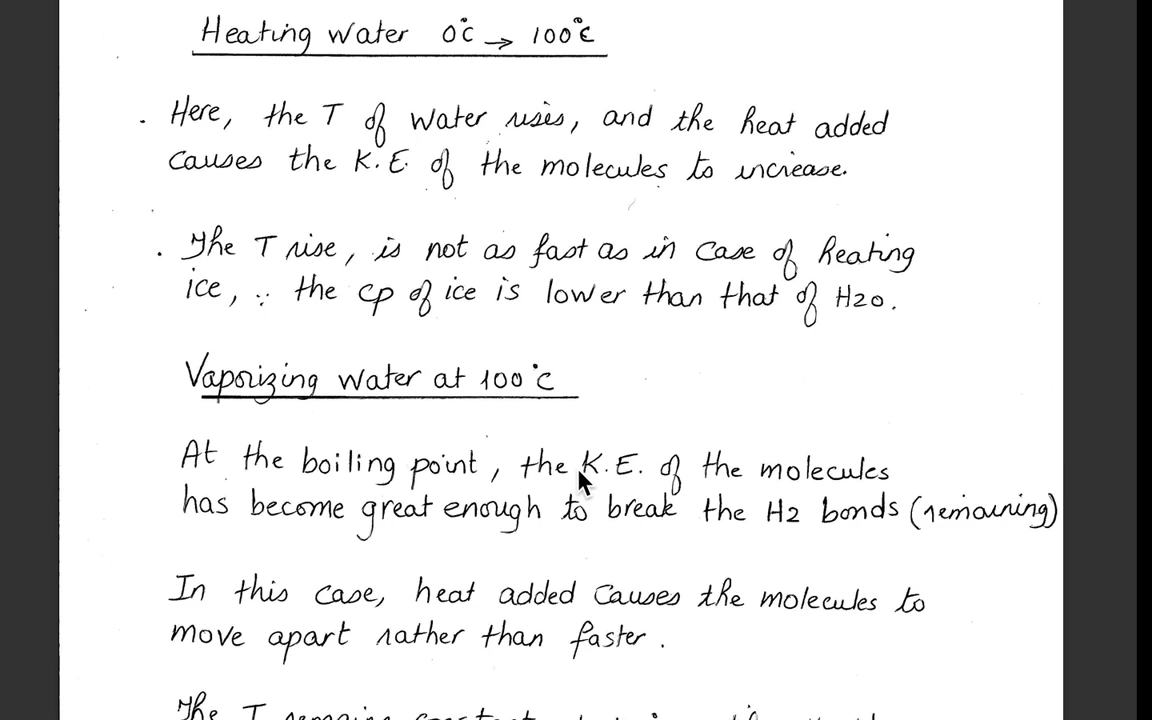 Heating Water 0°C → 100°C
. Here, the T of Water rises, and the heat added
causes the K.E of the molecules to increase.
. The T rise, is not as fast as in case of heating
ice, ∵ the cp of ice is lower than that of H2O.
Vaporizing Water at 100°C
At the boiling point, the K.E. of the molecules
has become great enough to break the H2 bonds (remaining)
In this case, heat added causes the molecules to
move apart rather than faster.
The T remains constant